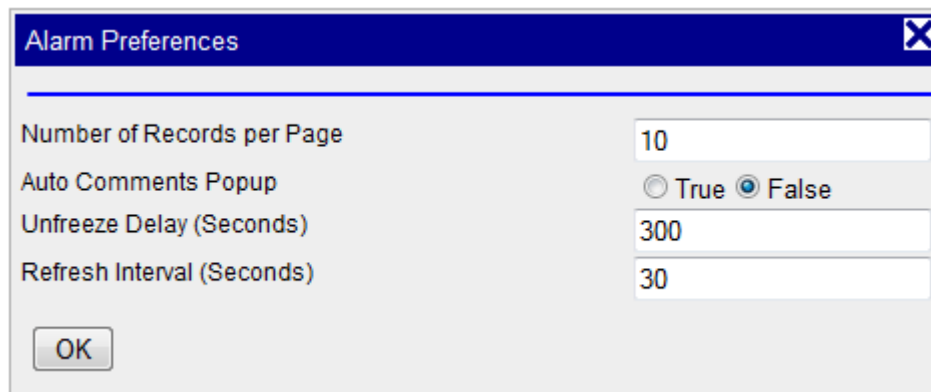 Alarm Preferences
Number of Records per Page 10
Auto Comments Popup True False
Unfreeze Delay (Seconds) 300
Refresh Interval (Seconds) 30
OK